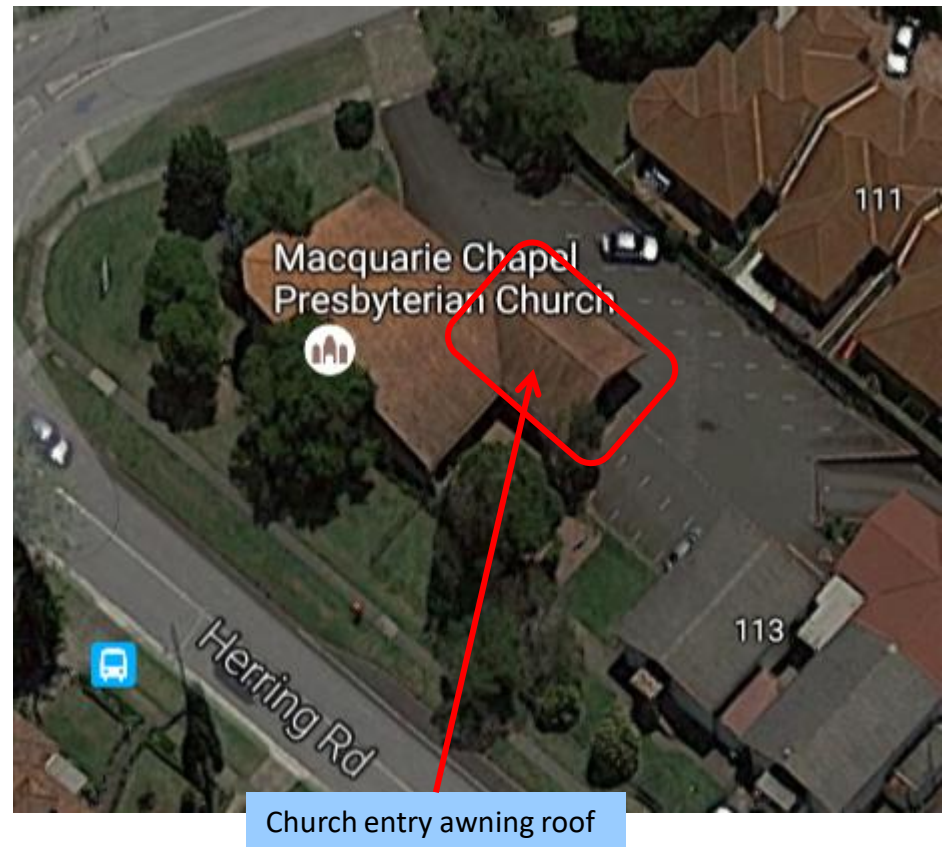 111
Macquarie Chapel
Presbyterian Church
113
Herring Rd
Church entry awning roof